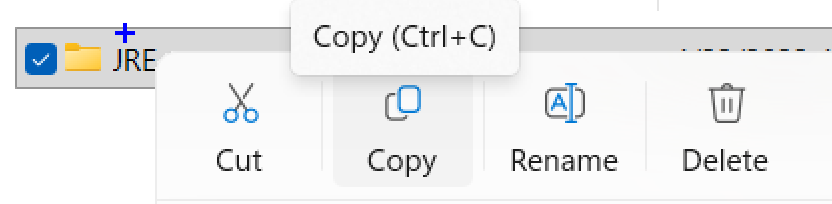 Copy (Ctrl+C)
JRE
Cut
Copy
Rename
Delete